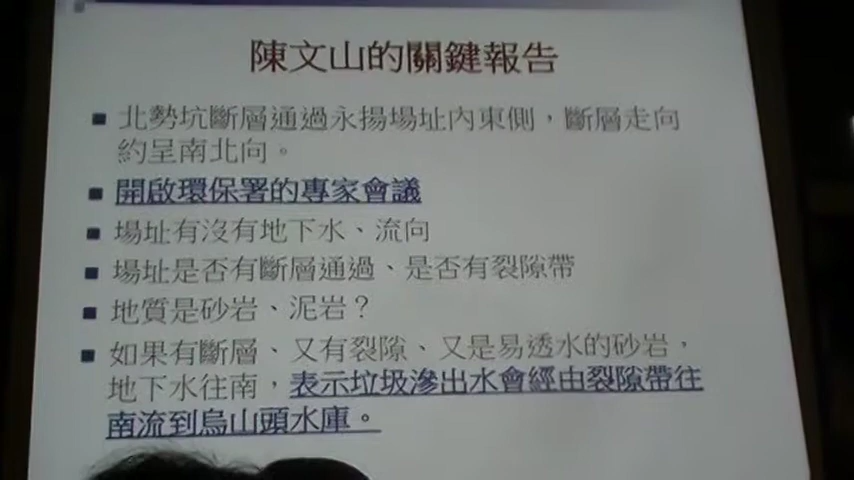 陳文山的關鍵報告
北勢坑斷層通過永揚場址內東側，斷層走向
約呈南北向。
開啟環保署的專家會議
場址有沒有地下水、流向
場址是否有斷層通過、是否有裂隙帶
地質是砂岩、泥岩？
如果有斷層、又有裂隙、又是易透水的砂岩，
地下水往南，表示垃圾滲出水會經由裂隙帶往
南流到烏山頭水庫。